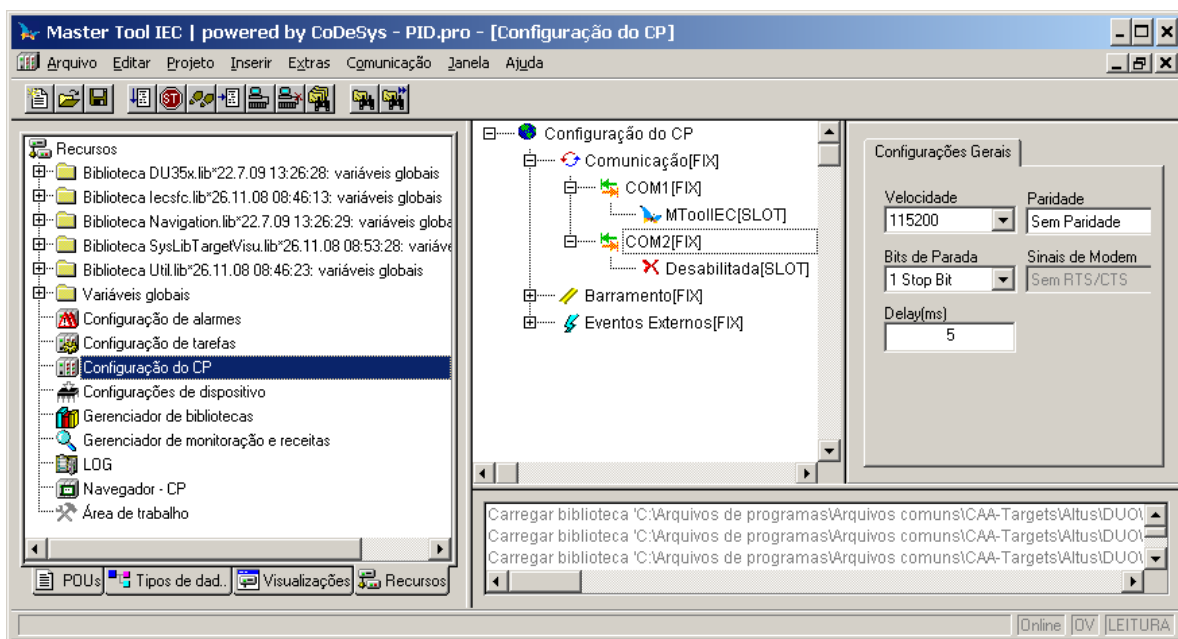 Master Tool IEC | powered by CoDeSys - PID.pro - [Configuração do CP]
Arquivo Editar Projeto Inserir Extras Comunicação Janela Ajuda
Recursos
Biblioteca DU35x.lib*22.7.09 13:26:28: variáveis globais
Biblioteca Iecsfc.lib*26.11.08 08:46:13: variáveis globais
Biblioteca Navigation.lib*22.7.09 13:26:29: variáveis globa
Biblioteca SysLibTargetVisu.lib*26.11.08 08:53:28: variáve
Biblioteca Util.lib*26.11.08 08:46:23: variáveis globais
Variáveis globais
Configuração de alarmes
Configuração de tarefas
Configuração do CP
Configurações de dispositivo
Gerenciador de bibliotecas
Gerenciador de monitoração e receitas
LOG
Navegador - CP
Área de trabalho
POUs Tipos de dad.. Visualizações Recursos
Configuração do CP
Comunicação[FIX]
COM1[FIX]
MToolIEC[SLOT]
COM2[FIX]
Desabilitada[SLOT]
Barramento[FIX]
Eventos Externos[FIX]
Configurações Gerais
Velocidade Paridade
115200 Sem Paridade
Bits de Parada Sinais de Modem
1 Stop Bit Sem RTS/CTS
Delay(ms)
5
Carregar biblioteca 'C:\Arquivos de programas\Arquivos comuns\CAA-Targets\Altus\DUO\
Carregar biblioteca 'C:\Arquivos de programas\Arquivos comuns\CAA-Targets\Altus\DUO\
Carregar biblioteca 'C:\Arquivos de programas\Arquivos comuns\CAA-Targets\Altus\DUO\
Online OV LEITURA